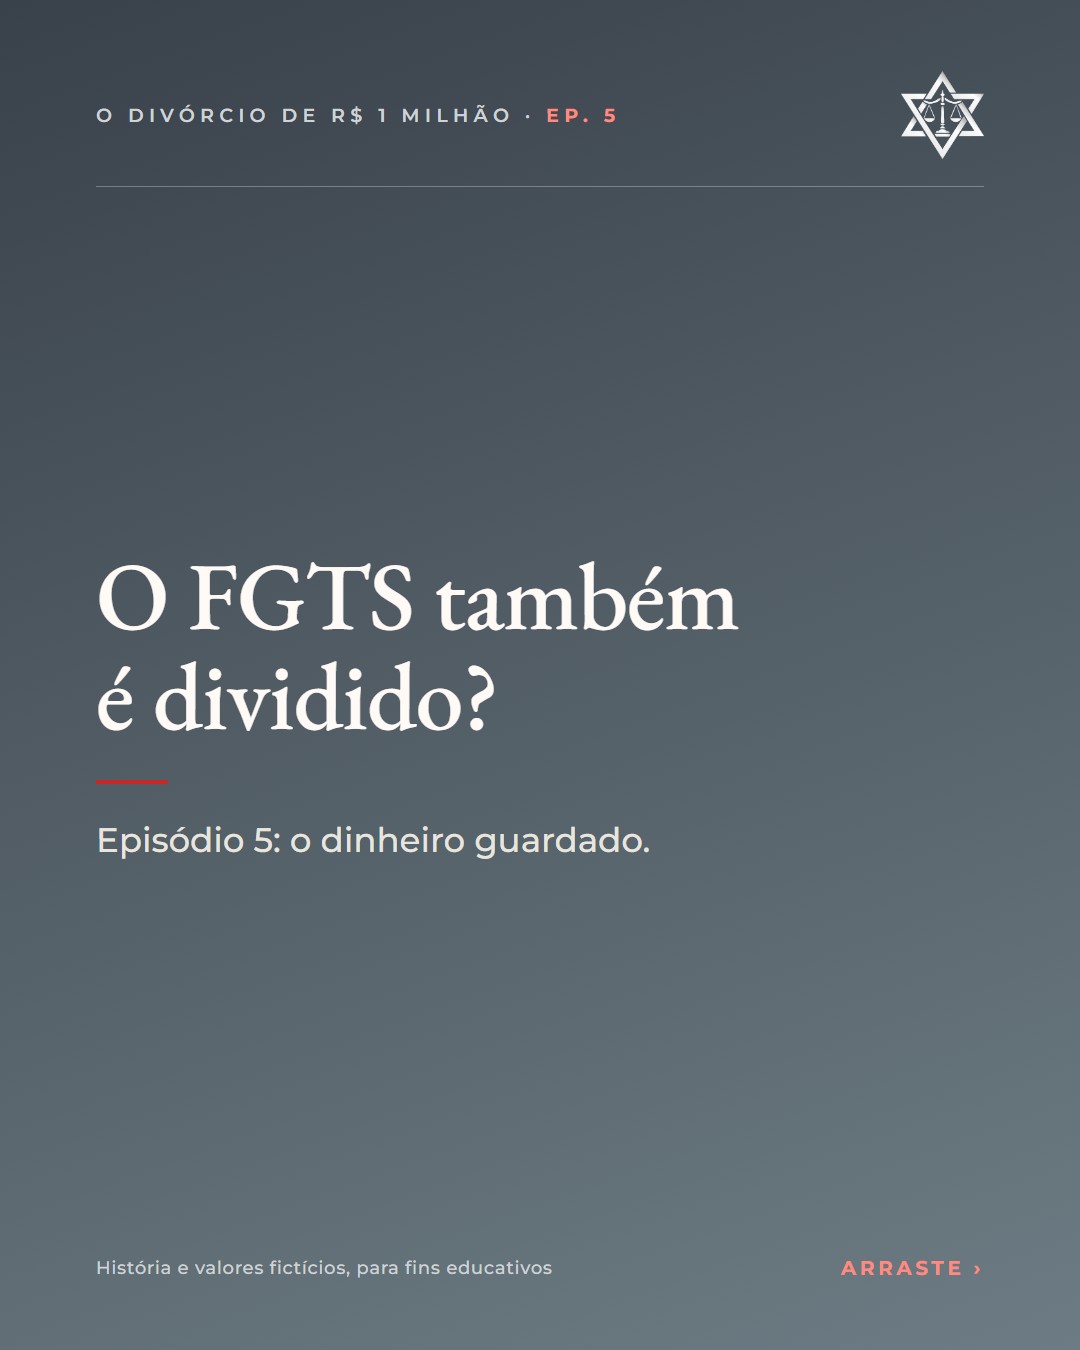 O DIVÓRCIO DE R$ 1 MILHÃO · EP. 5
O FGTS também
é dividido?
Episódio 5: o dinheiro guardado.
História e valores fictícios, para fins educativos
ARRASTE ›